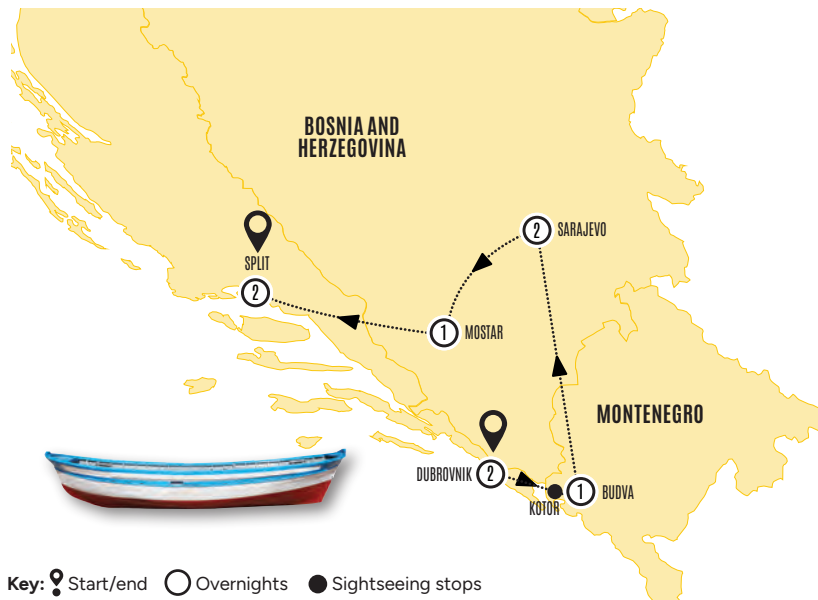 BOSNIA AND
HERZEGOVINA
SPLIT
2
2
SARAJEVO
1
MOSTAR
MONTENEGRO
DUBROVNIK
2
KOTOR
1
BUDVA
Key: Start/end Overnights Sightseeing stops